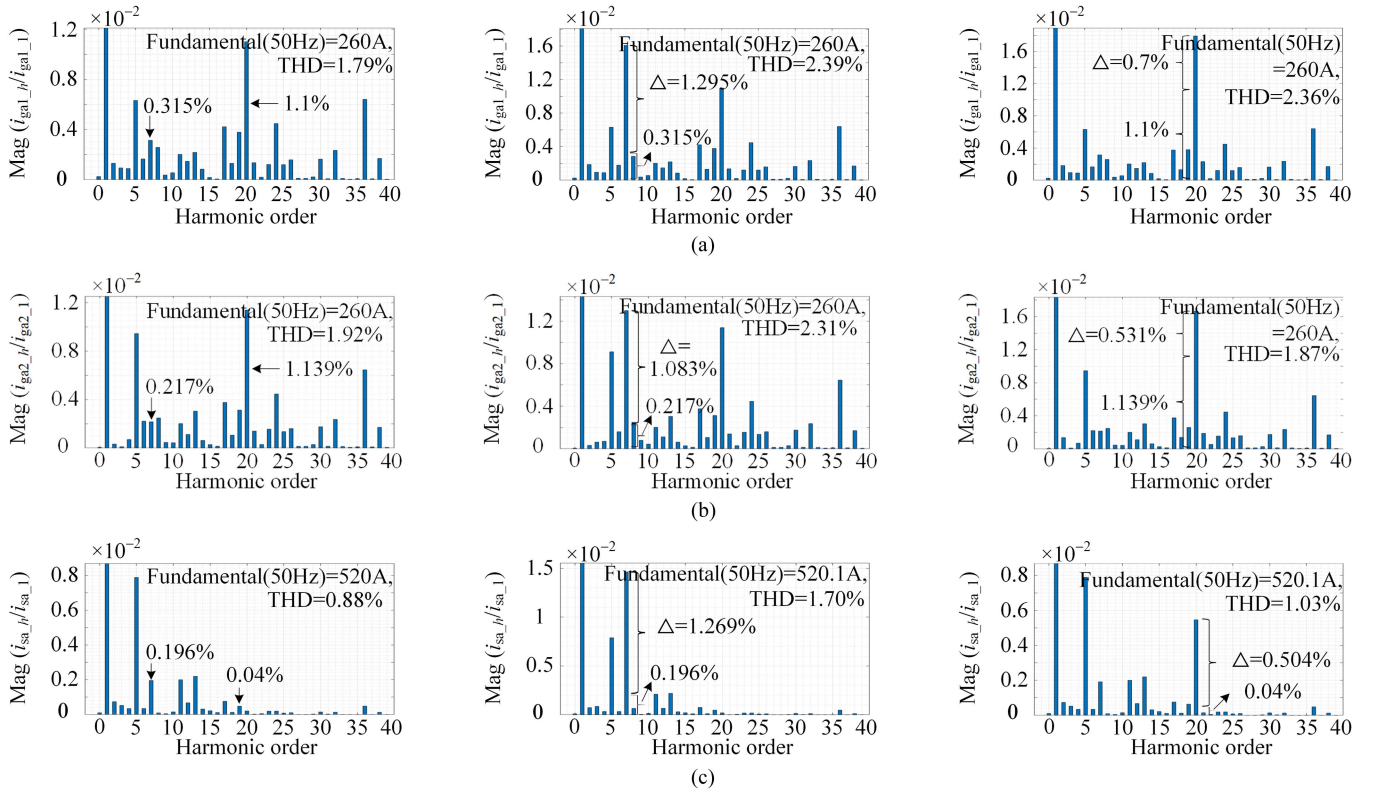 ×10⁻²
Mag (i_ga1_h/i_ga1_1)
1.2
0.8
0.4
0
Fundamental(50Hz)=260A,
THD=1.79%
0.315%
1.1%
0 5 10 15 20 25 30 35 40
Harmonic order
×10⁻²
Mag (i_ga1_h/i_ga1_1)
1.6
1.2
0.8
0.4
0
Fundamental(50Hz)=260A,
THD=2.39%
△=1.295%
0.315%
0 5 10 15 20 25 30 35 40
Harmonic order
×10⁻²
Mag (i_ga1_h/i_ga1_1)
1.6
1.2
0.8
0.4
0
Fundamental(50Hz)
=260A,
THD=2.36%
△=0.7%
1.1%
0 5 10 15 20 25 30 35 40
Harmonic order
(a)
×10⁻²
Mag (i_ga2_h/i_ga2_1)
1.2
0.8
0.4
0
Fundamental(50Hz)=260A,
THD=1.92%
0.217%
1.139%
0 5 10 15 20 25 30 35 40
Harmonic order
×10⁻²
Mag (i_ga2_h/i_ga2_1)
1.2
0.8
0.4
0
Fundamental(50Hz)=260A,
THD=2.31%
△=
1.083%
0.217%
0 5 10 15 20 25 30 35 40
Harmonic order
×10⁻²
Mag (i_ga2_h/i_ga2_1)
1.6
1.2
0.8
0.4
0
Fundamental(50Hz)
=260A,
THD=1.87%
△=0.531%
1.139%
0 5 10 15 20 25 30 35 40
Harmonic order
(b)
×10⁻²
Mag (i_sa_h/i_sa_1)
0.8
0.6
0.4
0.2
0
Fundamental(50Hz)=520A,
THD=0.88%
0.196%
0.04%
0 5 10 15 20 25 30 35 40
Harmonic order
×10⁻²
Mag (i_sa_h/i_sa_1)
1.5
1
0.5
0
Fundamental(50Hz)=520.1A,
THD=1.70%
△=1.269%
0.196%
0 5 10 15 20 25 30 35 40
Harmonic order
×10⁻²
Mag (i_sa_h/i_sa_1)
0.8
0.6
0.4
0.2
0
Fundamental(50Hz)=520.1A,
THD=1.03%
△=0.504%
0.04%
0 5 10 15 20 25 30 35 40
Harmonic order
(c)